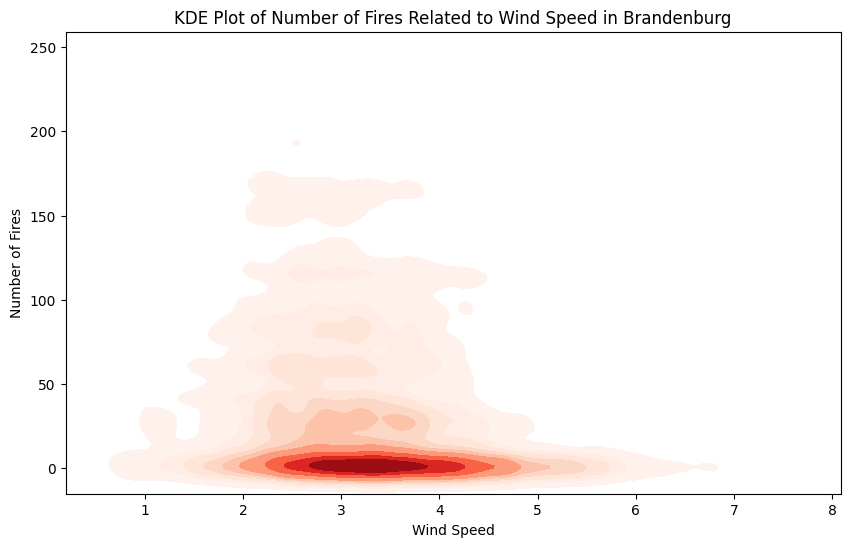 KDE Plot of Number of Fires Related to Wind Speed in Brandenburg
250
200
150
100
50
0
Number of Fires
1 2 3 4 5 6 7 8
Wind Speed